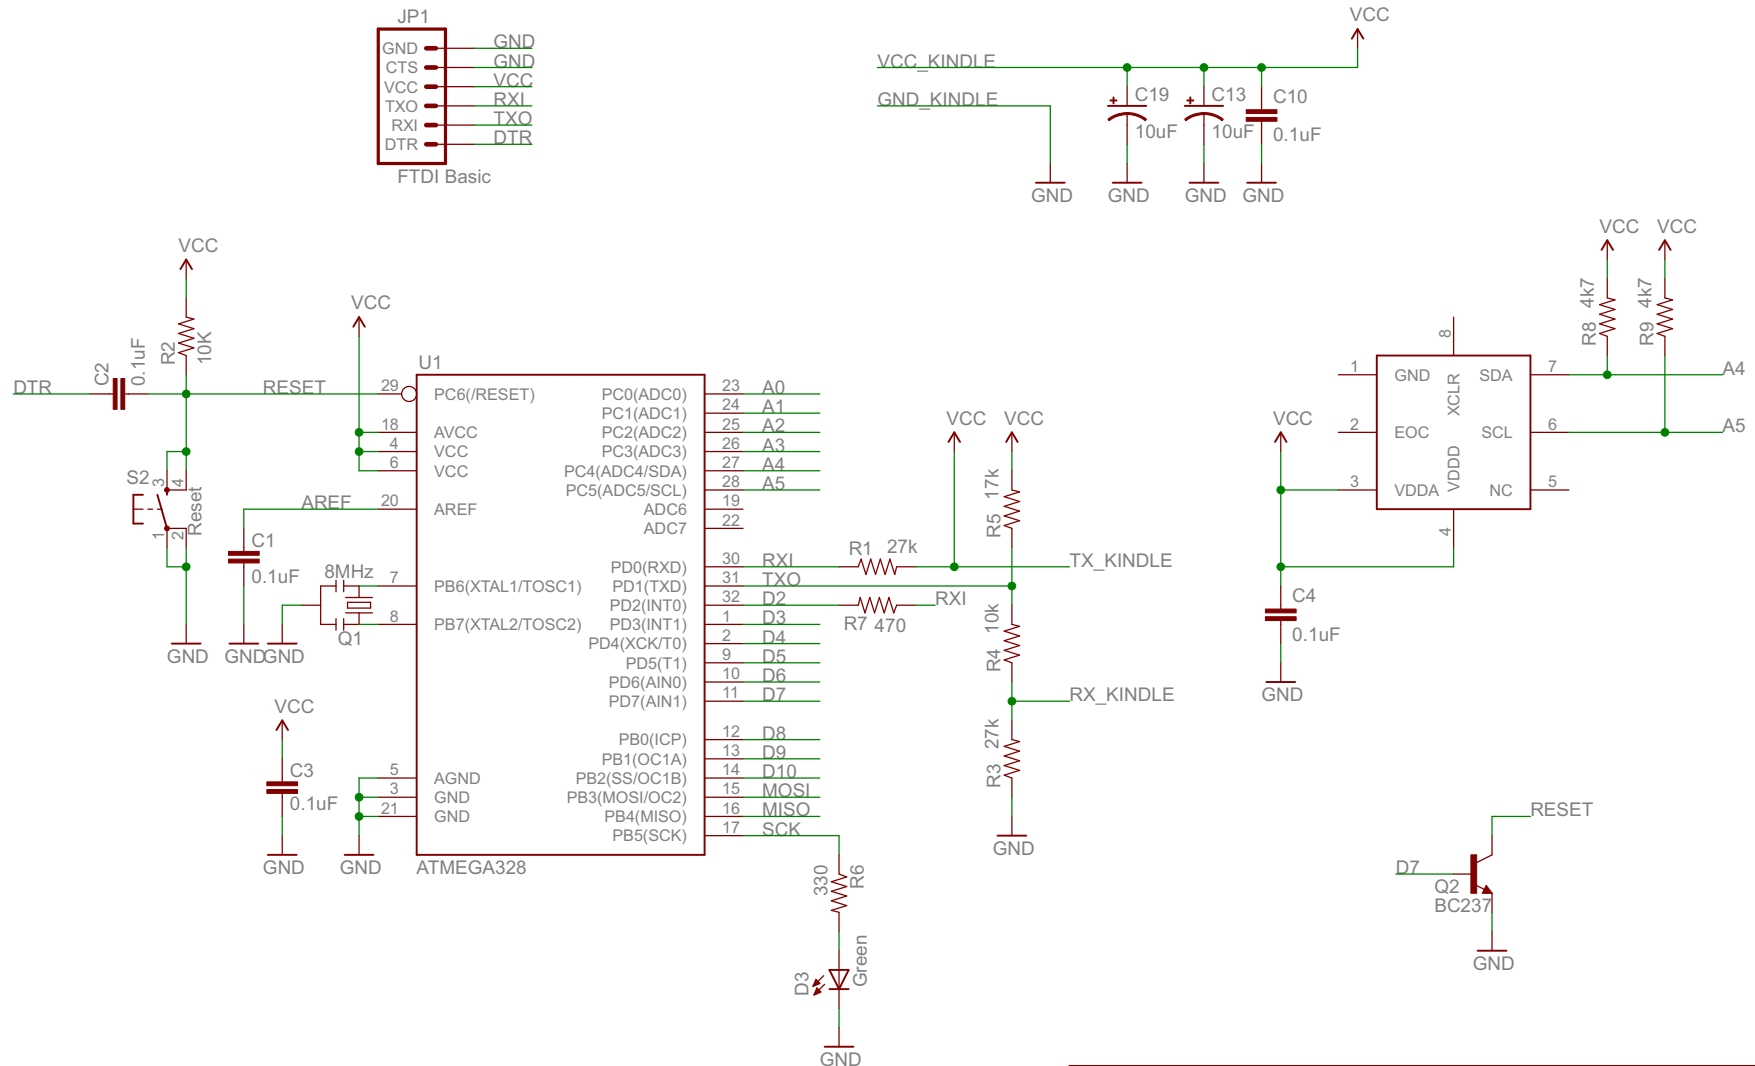 JP1
GND GND
CTS GND
VCC VCC
TXO RXI
RXI TXO
DTR DTR
FTDI Basic
VCC
VCC_KINDLE
GND_KINDLE
C19
10uF
C13
10uF
C10
0.1uF
GND
GND
GND
GND
VCC
R2
10K
C2
0.1uF
DTR
RESET
S2
3
4
1
2
Reset
GND
VCC
AREF
C1
0.1uF
GND
8MHz
Q1
GND
VCC
C3
0.1uF
GND
GND
U1
29 PC6(/RESET)
18 AVCC
4 VCC
6 VCC
20 AREF
7 PB6(XTAL1/TOSC1)
8 PB7(XTAL2/TOSC2)
5 AGND
3 GND
21 GND
PC0(ADC0) 23 A0
PC1(ADC1) 24 A1
PC2(ADC2) 25 A2
PC3(ADC3) 26 A3
PC4(ADC4/SDA) 27 A4
PC5(ADC5/SCL) 28 A5
ADC6 19
ADC7 22
PD0(RXD) 30 RXI
PD1(TXD) 31 TXO
PD2(INT0) 32 D2
PD3(INT1) 1 D3
PD4(XCK/T0) 2 D4
PD5(T1) 9 D5
PD6(AIN0) 10 D6
PD7(AIN1) 11 D7
PB0(ICP) 12 D8
PB1(OC1A) 13 D9
PB2(SS/OC1B) 14 D10
PB3(MOSI/OC2) 15 MOSI
PB4(MISO) 16 MISO
PB5(SCK) 17 SCK
ATMEGA328
R1 27k
R7 470
RXI
VCC
VCC
R5 17k
TX_KINDLE
R4 10k
RX_KINDLE
R3 27k
GND
330
R6
D3
Green
GND
VCC
VCC
R8 4k7
R9 4k7
8
1 GND
2 EOC
3 VDDA
XCLR
VDDD
SDA 7
SCL 6
NC 5
4
A4
A5
VCC
C4
0.1uF
GND
RESET
D7
Q2
BC237
GND